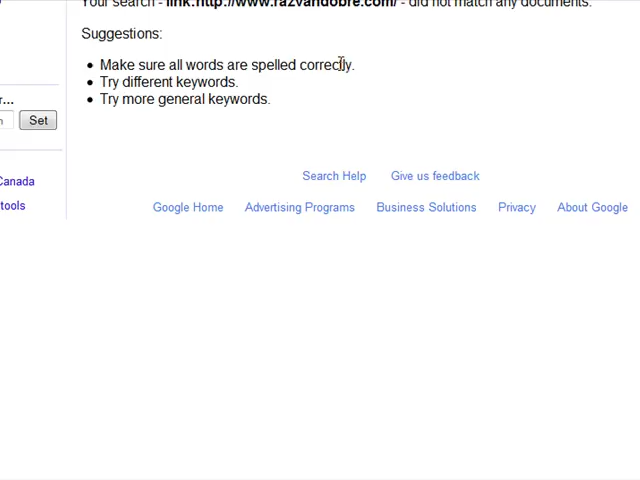 Your search - link:http://www.razvandobre.com/ - did not match any documents.
Suggestions:
Make sure all words are spelled correctly.
Try different keywords.
Try more general keywords.
r...
n Set
Canada
tools
Search Help Give us feedback
Google Home Advertising Programs Business Solutions Privacy About Google